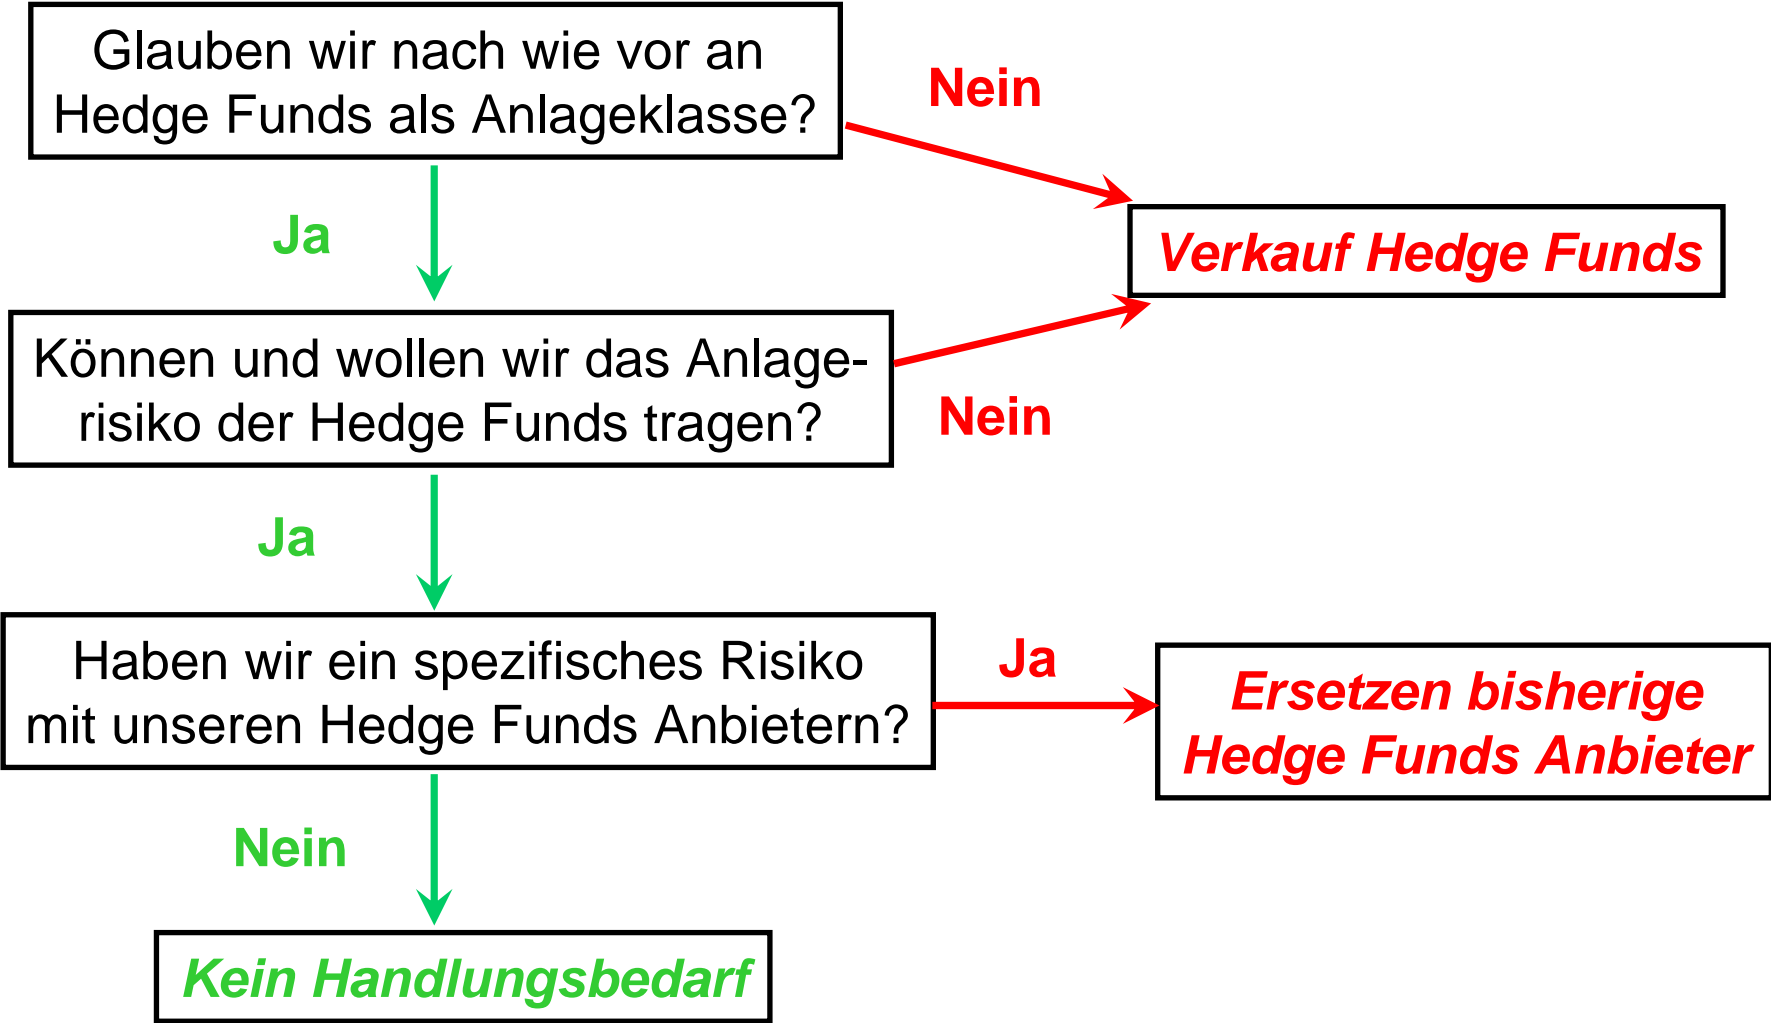 Glauben wir nach wie vor an
Hedge Funds als Anlageklasse?
Nein
Ja
Verkauf Hedge Funds
Können und wollen wir das Anlage-
risiko der Hedge Funds tragen?
Nein
Ja
Haben wir ein spezifisches Risiko
mit unseren Hedge Funds Anbietern?
Ja
Ersetzen bisherige
Hedge Funds Anbieter
Nein
Kein Handlungsbedarf